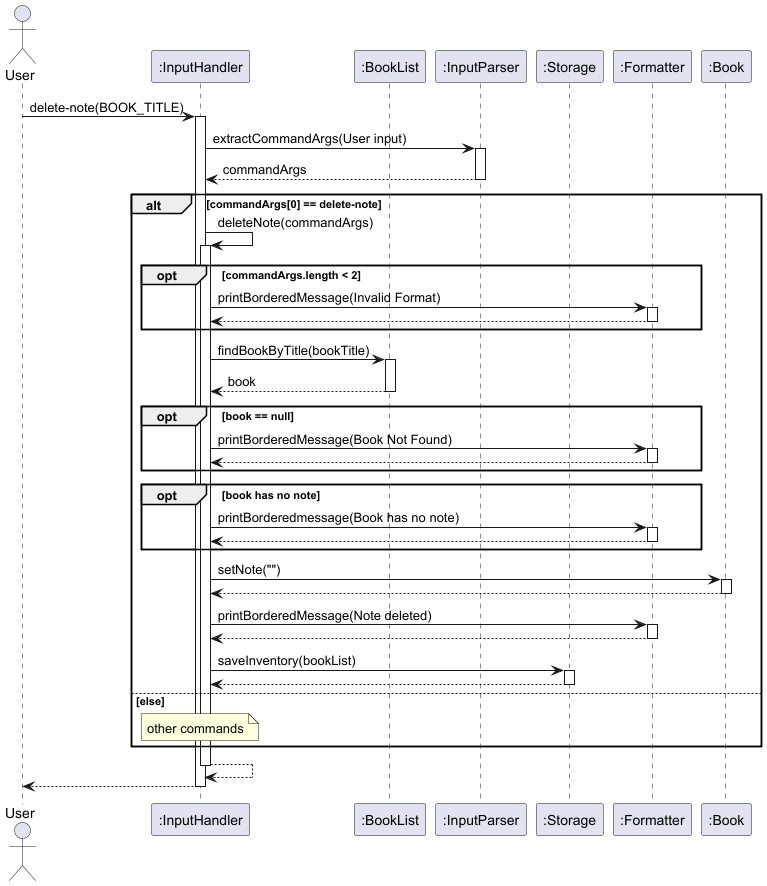 User
:InputHandler
:BookList
:InputParser
:Storage
:Formatter
:Book
delete-note(BOOK_TITLE)
extractCommandArgs(User input)
commandArgs
alt
[commandArgs[0] == delete-note]
deleteNote(commandArgs)
opt
[commandArgs.length < 2]
printBorderedMessage(Invalid Format)
findBookByTitle(bookTitle)
book
opt
[book == null]
printBorderedMessage(Book Not Found)
opt
[book has no note]
printBorderedmessage(Book has no note)
setNote("")
printBorderedMessage(Note deleted)
saveInventory(bookList)
[else]
other commands
User
:InputHandler
:BookList
:InputParser
:Storage
:Formatter
:Book